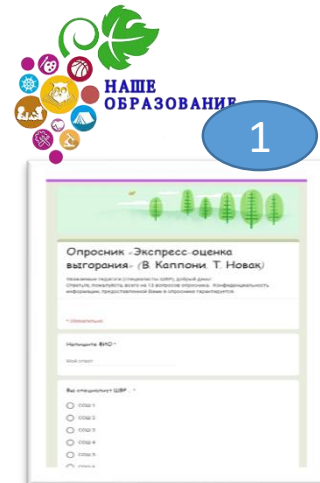 НАШЕ
ОБРАЗОВАНИЕ
1
Опросник «Экспресс-оценка
выгорания» (В. Каппони, Т. Новак)
Уважаемые педагоги (специалисты ШВР), добрый день!
Ответьте, пожалуйста, всего на 13 вопросов опросника. Конфиденциальность
информации, предоставленной Вами в опроснике гарантируется.
* Обязательно
Напишите ФИО *
Мой ответ
Вы специалист ШВР... *
СОШ 1
СОШ 2
СОШ 3
СОШ 4
СОШ 5